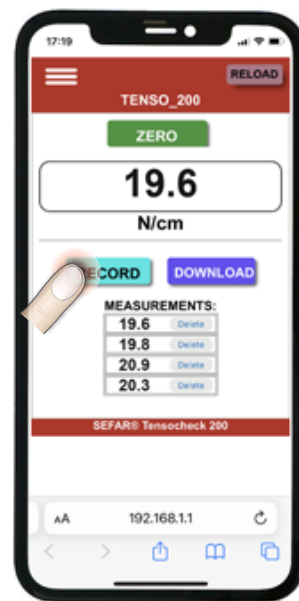 17:19
RELOAD
TENSO_200
ZERO
19.6
N/cm
RECORD DOWNLOAD
MEASUREMENTS:
19.6 Delete
19.8 Delete
20.9 Delete
20.3 Delete
SEFAR® Tensocheck 200
AA 192.168.1.1